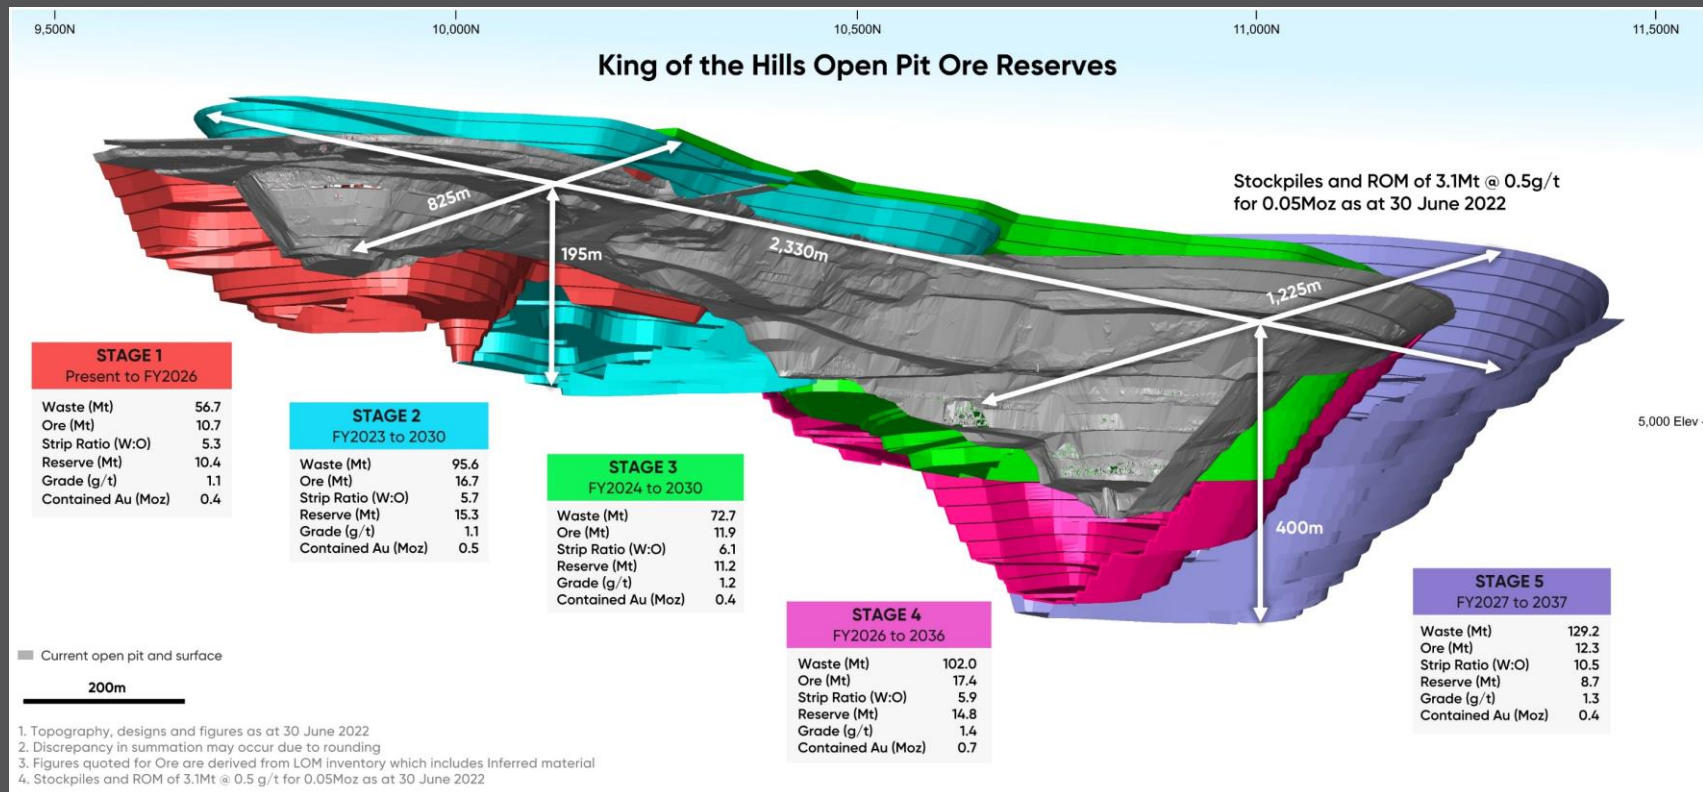 9,500N 10,000N 10,500N 11,000N 11,500N
King of the Hills Open Pit Ore Reserves
Stockpiles and ROM of 3.1Mt @ 0.5g/t
for 0.05Moz as at 30 June 2022
825m
195m
2,330m
1,225m
400m
5,000 Elev
STAGE 1
Present to FY2026
Waste (Mt) 56.7
Ore (Mt) 10.7
Strip Ratio (W:O) 5.3
Reserve (Mt) 10.4
Grade (g/t) 1.1
Contained Au (Moz) 0.4
STAGE 2
FY2023 to 2030
Waste (Mt) 95.6
Ore (Mt) 16.7
Strip Ratio (W:O) 5.7
Reserve (Mt) 15.3
Grade (g/t) 1.1
Contained Au (Moz) 0.5
STAGE 3
FY2024 to 2030
Waste (Mt) 72.7
Ore (Mt) 11.9
Strip Ratio (W:O) 6.1
Reserve (Mt) 11.2
Grade (g/t) 1.2
Contained Au (Moz) 0.4
STAGE 4
FY2026 to 2036
Waste (Mt) 102.0
Ore (Mt) 17.4
Strip Ratio (W:O) 5.9
Reserve (Mt) 14.8
Grade (g/t) 1.4
Contained Au (Moz) 0.7
STAGE 5
FY2027 to 2037
Waste (Mt) 129.2
Ore (Mt) 12.3
Strip Ratio (W:O) 10.5
Reserve (Mt) 8.7
Grade (g/t) 1.3
Contained Au (Moz) 0.4
Current open pit and surface
200m
1. Topography, designs and figures as at 30 June 2022
2. Discrepancy in summation may occur due to rounding
3. Figures quoted for Ore are derived from LOM inventory which includes Inferred material
4. Stockpiles and ROM of 3.1Mt @ 0.5 g/t for 0.05Moz as at 30 June 2022